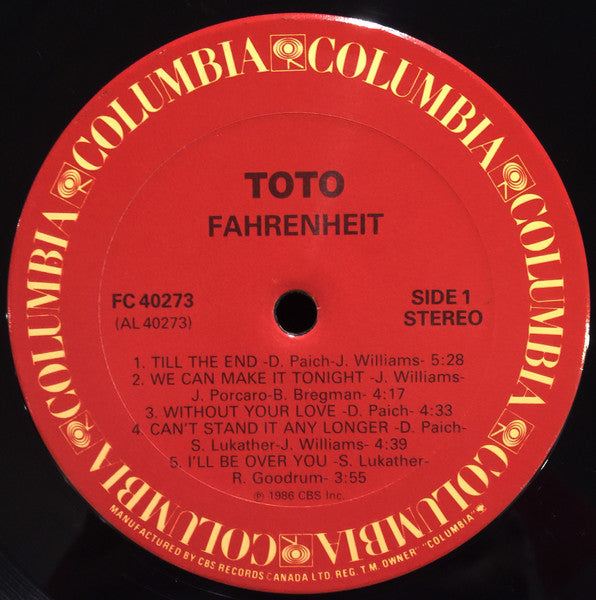 COLUMBIA COLUMBIA COLUMBIA COLUMBIA COLUMBIA COLUMBIA
TOTO
FAHRENHEIT
FC 40273
(AL 40273)
SIDE 1
STEREO
1. TILL THE END -D. Paich-J. Williams- 5:28
2. WE CAN MAKE IT TONIGHT -J. Williams-
J. Porcaro-B. Bregman- 4:17
3. WITHOUT YOUR LOVE -D. Paich- 4:33
4. CAN'T STAND IT ANY LONGER -D. Paich-
S. Lukather-J. Williams- 4:39
5. I'LL BE OVER YOU -S. Lukather-
R. Goodrum- 3:55
℗ 1986 CBS Inc.
MANUFACTURED BY CBS RECORDS CANADA LTD. REG. T.M. OWNER "COLUMBIA"